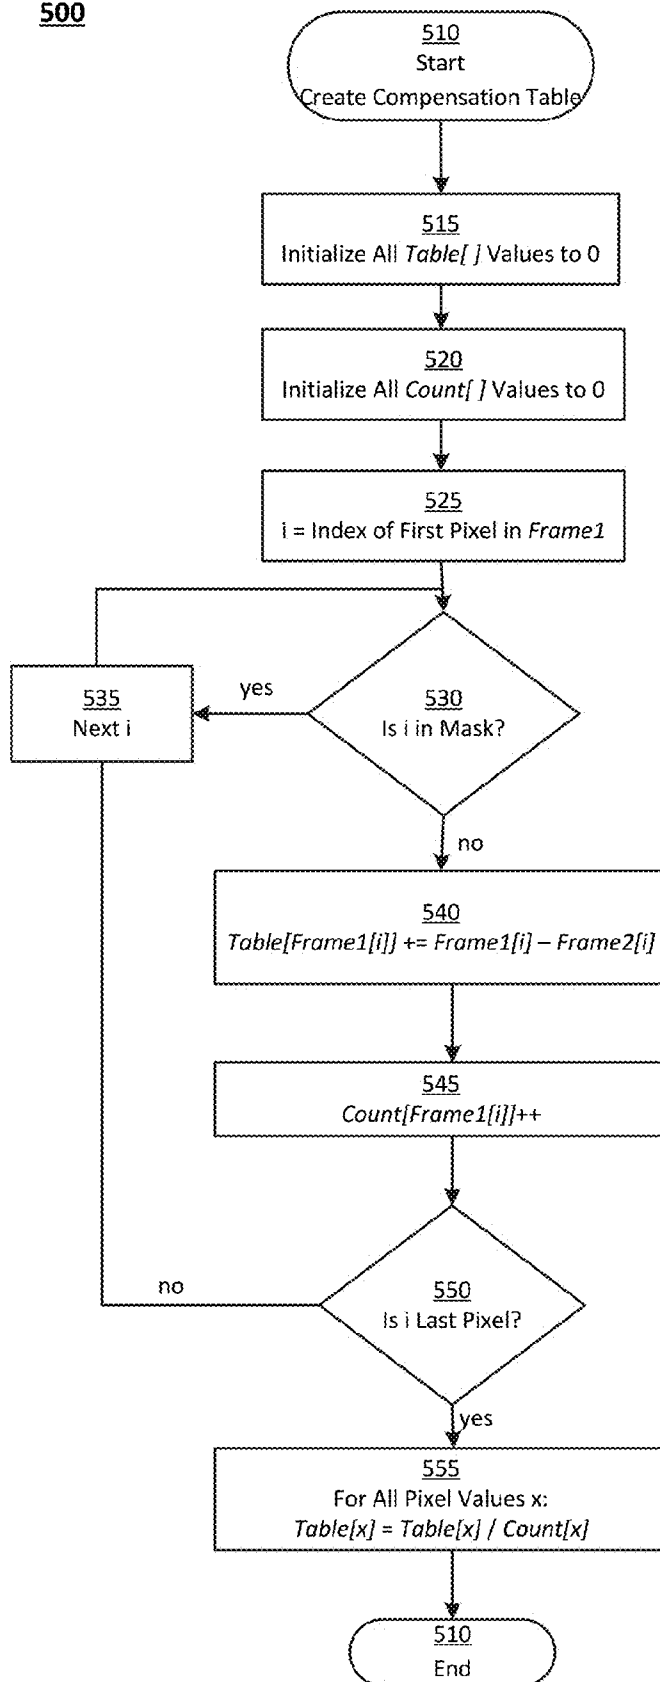 500
510
Start
Create Compensation Table
515
Initialize All Table[ ] Values to 0
520
Initialize All Count[ ] Values to 0
525
i = Index of First Pixel in Frame1
535
Next i
yes
530
Is i in Mask?
no
540
Table[Frame1[i]] += Frame1[i] – Frame2[i]
545
Count[Frame1[i]]++
550
Is i Last Pixel?
no
yes
555
For All Pixel Values x:
Table[x] = Table[x] / Count[x]
510
End